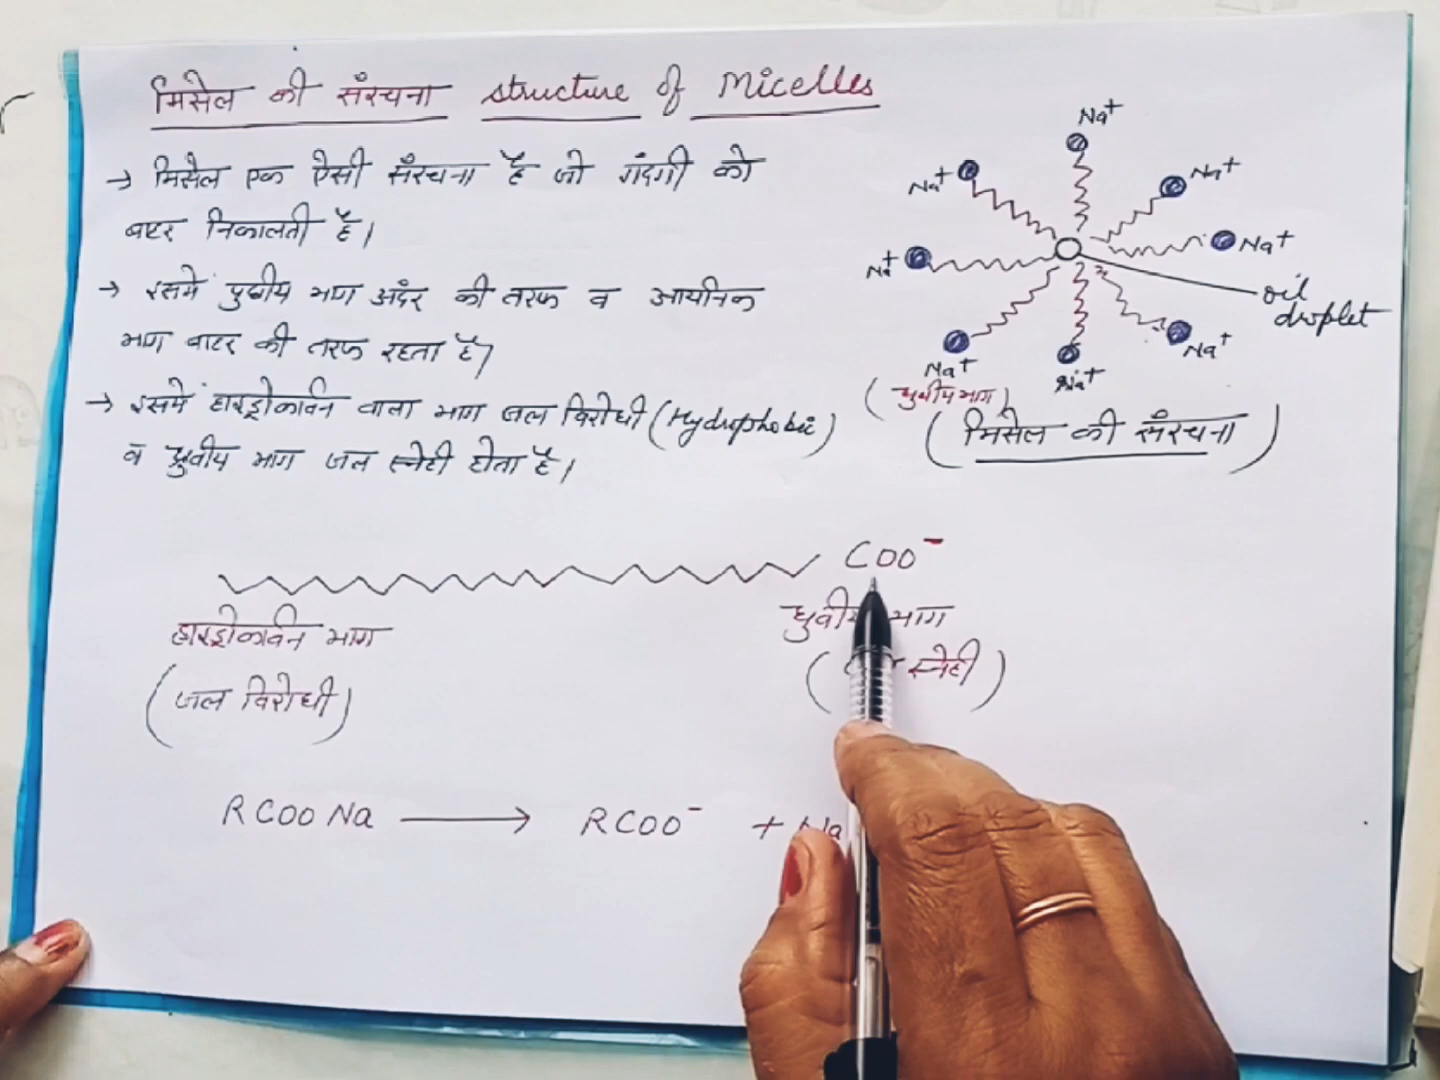 मिसेल की संरचना structure of Micelles
→ मिसेल एक ऐसी संरचना है जो गंदगी को
बाहर निकालती है।
→ इसमें ध्रुवीय भाग अंदर की तरफ व आयनिक
भाग बाहर की तरफ रहता है।
→ इसमें हाइड्रोकार्बन वाला भाग जल विरोधी (Hydrophobic)
व ध्रुवीय भाग जल स्नेही होता है।
Na+
Na+
Na+
Na+
Na+
oil
droplet
Na+
Na+
Na+
(ध्रुवीय भाग)
(मिसेल की संरचना)
COO-
हाइड्रोकार्बन भाग
भाग
(जल विरोधी)
स्नेही)
RCOONa ⟶ RCOO- + Na